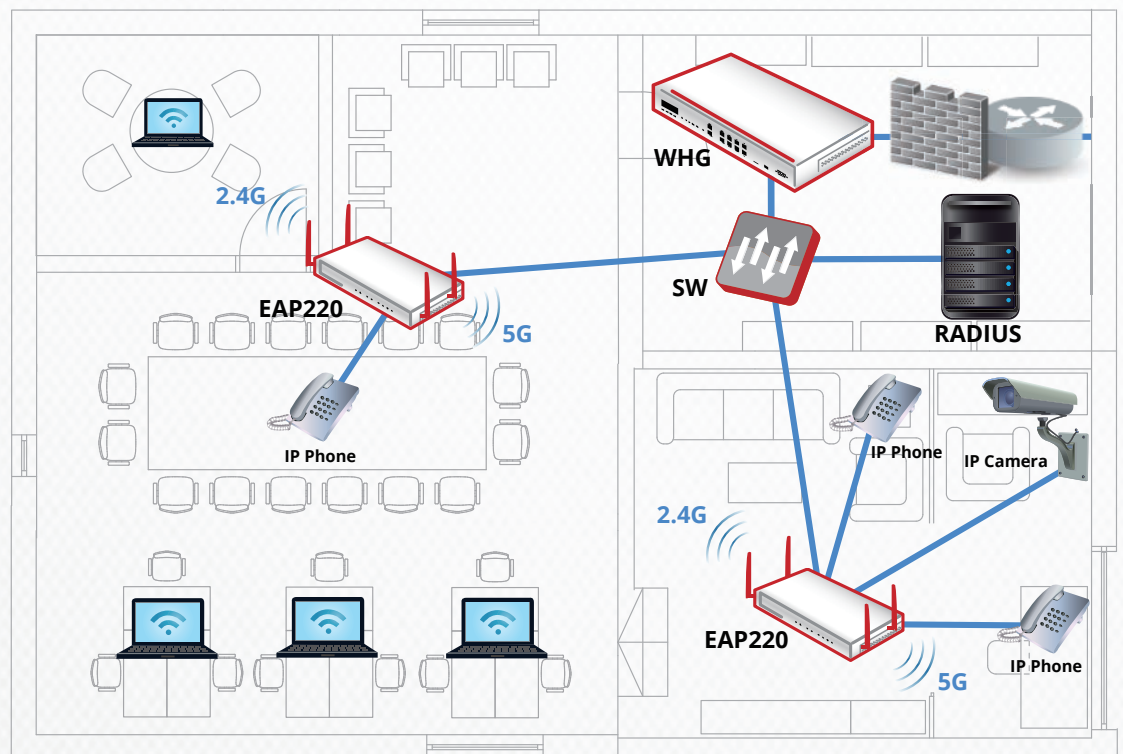 WHG
2.4G
SW
EAP220
RADIUS
5G
IP Phone
IP Phone
IP Camera
2.4G
EAP220
IP Phone
5G